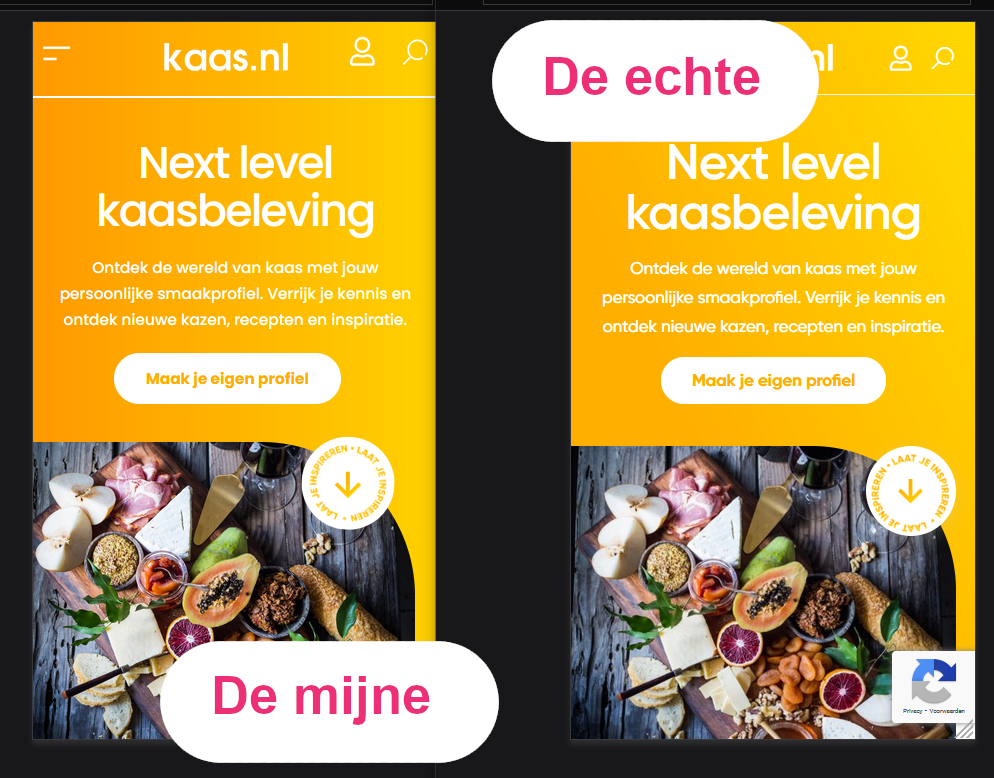 kaas.nl
Next level
kaasbeleving
Ontdek de wereld van kaas met jouw
persoonlijke smaakprofiel. Verrijk je kennis en
ontdek nieuwe kazen, recepten en inspiratie.
Maak je eigen profiel
LAAT JE INSPIREREN • LAAT JE INSPIREREN •
De mijne
De echte
nl
Next level
kaasbeleving
Ontdek de wereld van kaas met jouw
persoonlijke smaakprofiel. Verrijk je kennis en
ontdek nieuwe kazen, recepten en inspiratie.
Maak je eigen profiel
LAAT JE INSPIREREN • LAAT JE INSPIREREN •
Privacy • Voorwaarden